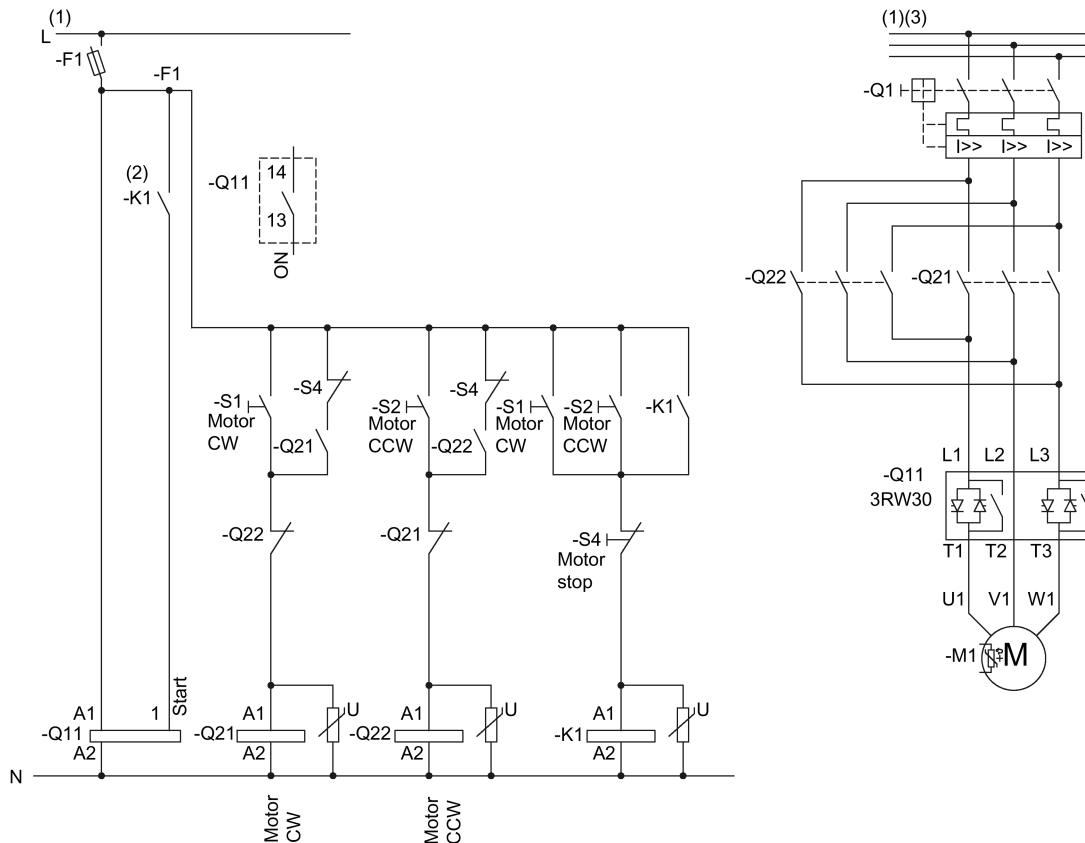 (1)
L
-F1
-F1
(2)
-K1
-Q11
14
13
ON
-S4
-S1
Motor
CW
-Q21
-S4
-S2
Motor
CCW
-Q22
-S1
Motor
CW
-S2
Motor
CCW
-K1
-Q22
-Q21
-S4
Motor
stop
A1
1
Start
-Q11
A2
A1
U
-Q21
A2
A1
U
-Q22
A2
A1
U
-K1
A2
N
Motor
CW
Motor
CCW
(1)(3)
-Q1
I>> I>> I>>
-Q22
-Q21
L1 L2 L3
-Q11
3RW30
T1 T2 T3
U1 V1 W1
-M1
M